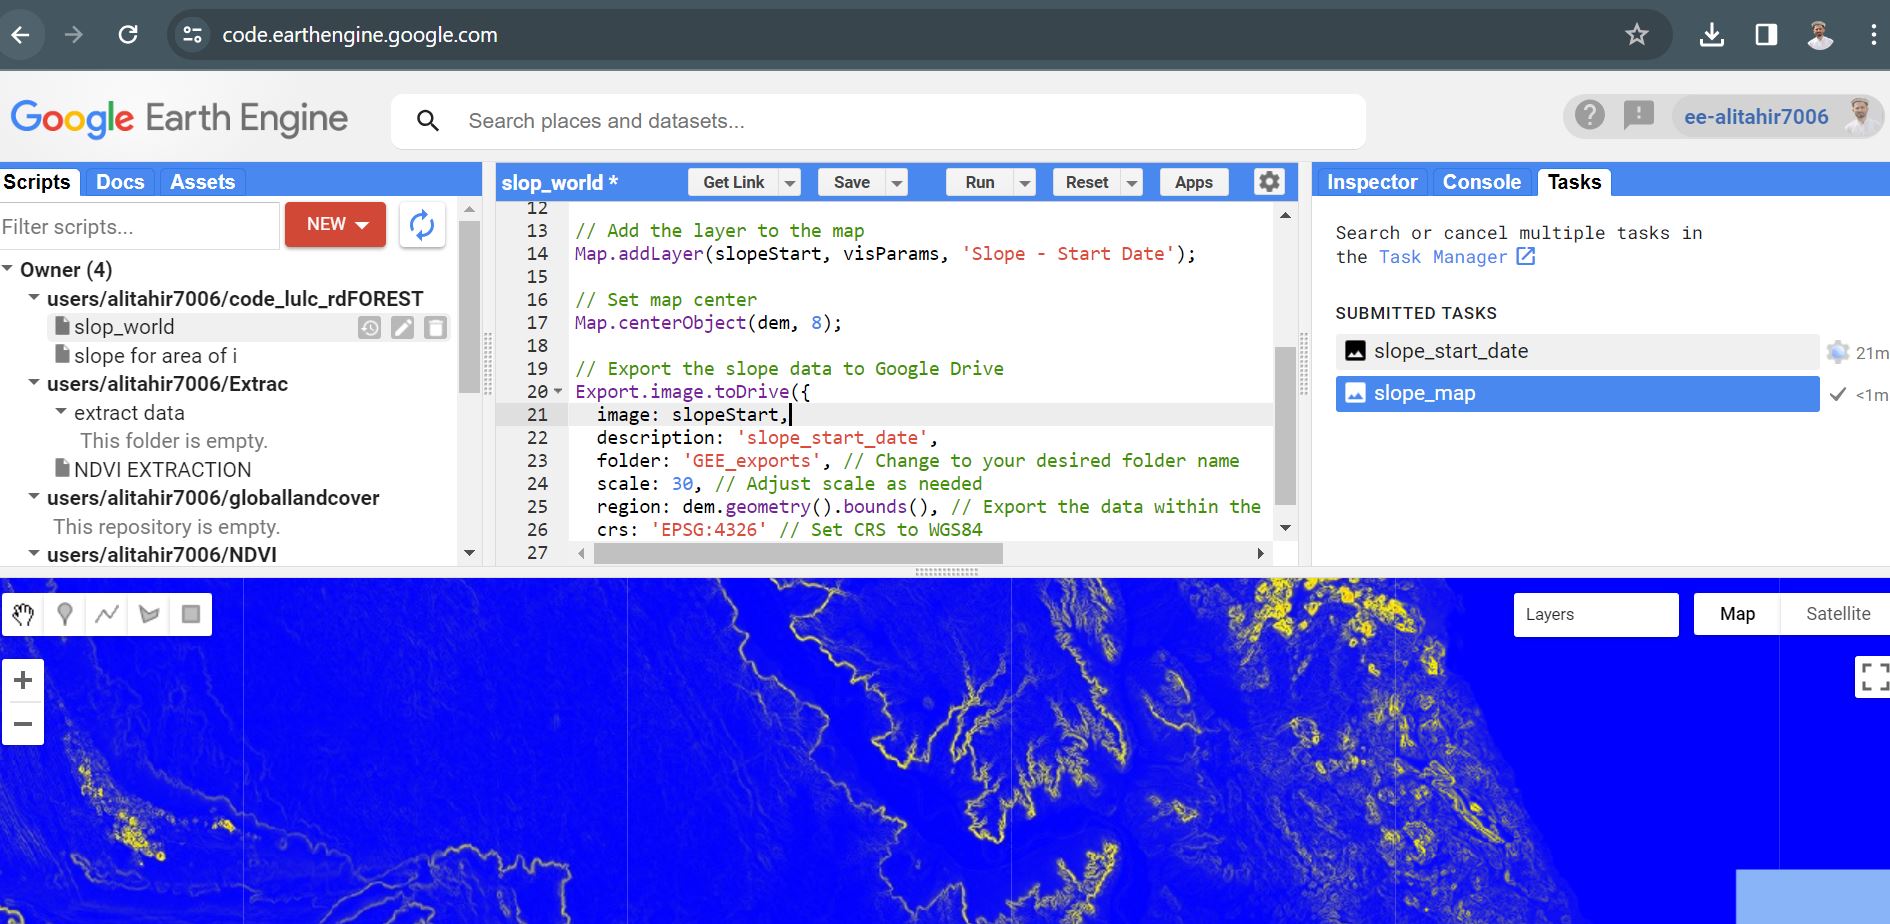 code.earthengine.google.com
Google Earth Engine
Search places and datasets...
ee-alitahir7006
Scripts Docs Assets
Filter scripts...
NEW
Owner (4)
users/alitahir7006/code_lulc_rdFOREST
slop_world
slope for area of i
users/alitahir7006/Extrac
extract data
This folder is empty.
NDVI EXTRACTION
users/alitahir7006/globallandcover
This repository is empty.
users/alitahir7006/NDVI
slop_world *
Get Link Save Run Reset Apps
12
13 // Add the layer to the map
14 Map.addLayer(slopeStart, visParams, 'Slope - Start Date');
15
16 // Set map center
17 Map.centerObject(dem, 8);
18
19 // Export the slope data to Google Drive
20 Export.image.toDrive({
21 image: slopeStart,
22 description: 'slope_start_date',
23 folder: 'GEE_exports', // Change to your desired folder name
24 scale: 30, // Adjust scale as needed
25 region: dem.geometry().bounds(), // Export the data within the
26 crs: 'EPSG:4326' // Set CRS to WGS84
27
Inspector Console Tasks
Search or cancel multiple tasks in
the Task Manager
SUBMITTED TASKS
slope_start_date 21m
slope_map <1m
Layers
Map Satellite